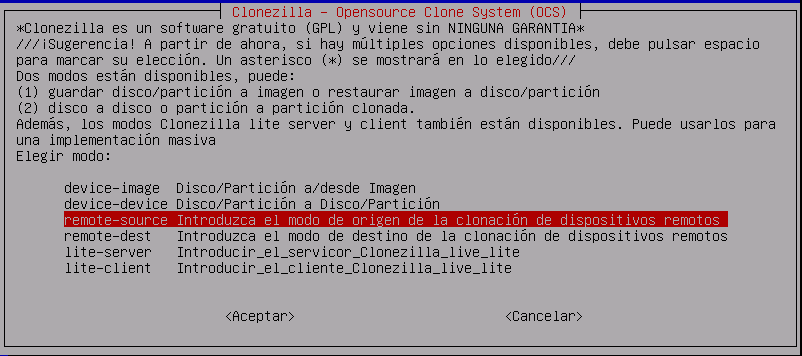 Clonezilla - Opensource Clone System (OCS)
*Clonezilla es un software gratuito (GPL) y viene sin NINGUNA GARANTIA*
///¡Sugerencia! A partir de ahora, si hay múltiples opciones disponibles, debe pulsar espacio
para marcar su elección. Un asterisco (*) se mostrará en lo elegido///
Dos modos están disponibles, puede:
(1) guardar disco/partición a imagen o restaurar imagen a disco/partición
(2) disco a disco o partición a partición clonada.
Además, los modos Clonezilla lite server y client también están disponibles. Puede usarlos para
una implementación masiva
Elegir modo:
device-image Disco/Partición a/desde Imagen
device-device Disco/Partición a Disco/Partición
remote-source Introduzca el modo de origen de la clonación de dispositivos remotos
remote-dest Introduzca el modo de destino de la clonación de dispositivos remotos
lite-server Introducir_el_servicor_Clonezilla_live_lite
lite-client Introducir_el_cliente_Clonezilla_live_lite
<Aceptar> <Cancelar>